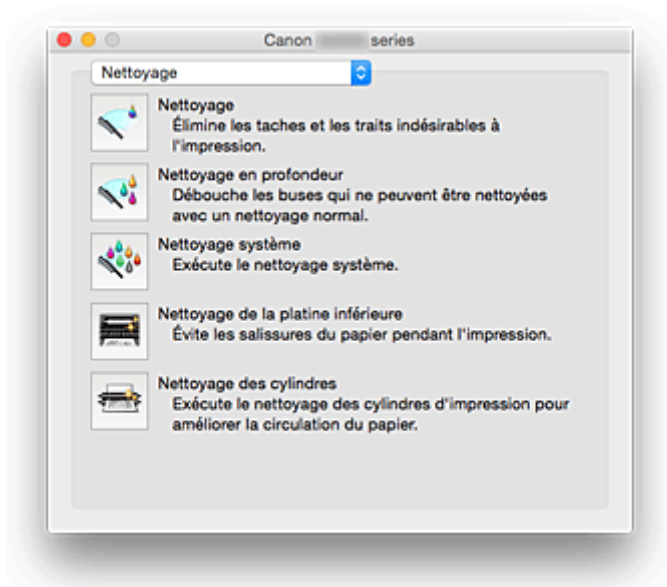 Canon series
Nettoyage
Nettoyage
Élimine les taches et les traits indésirables à
l'impression.
Nettoyage en profondeur
Débouche les buses qui ne peuvent être nettoyées
avec un nettoyage normal.
Nettoyage système
Exécute le nettoyage système.
Nettoyage de la platine inférieure
Évite les salissures du papier pendant l'impression.
Nettoyage des cylindres
Exécute le nettoyage des cylindres d'impression pour
améliorer la circulation du papier.